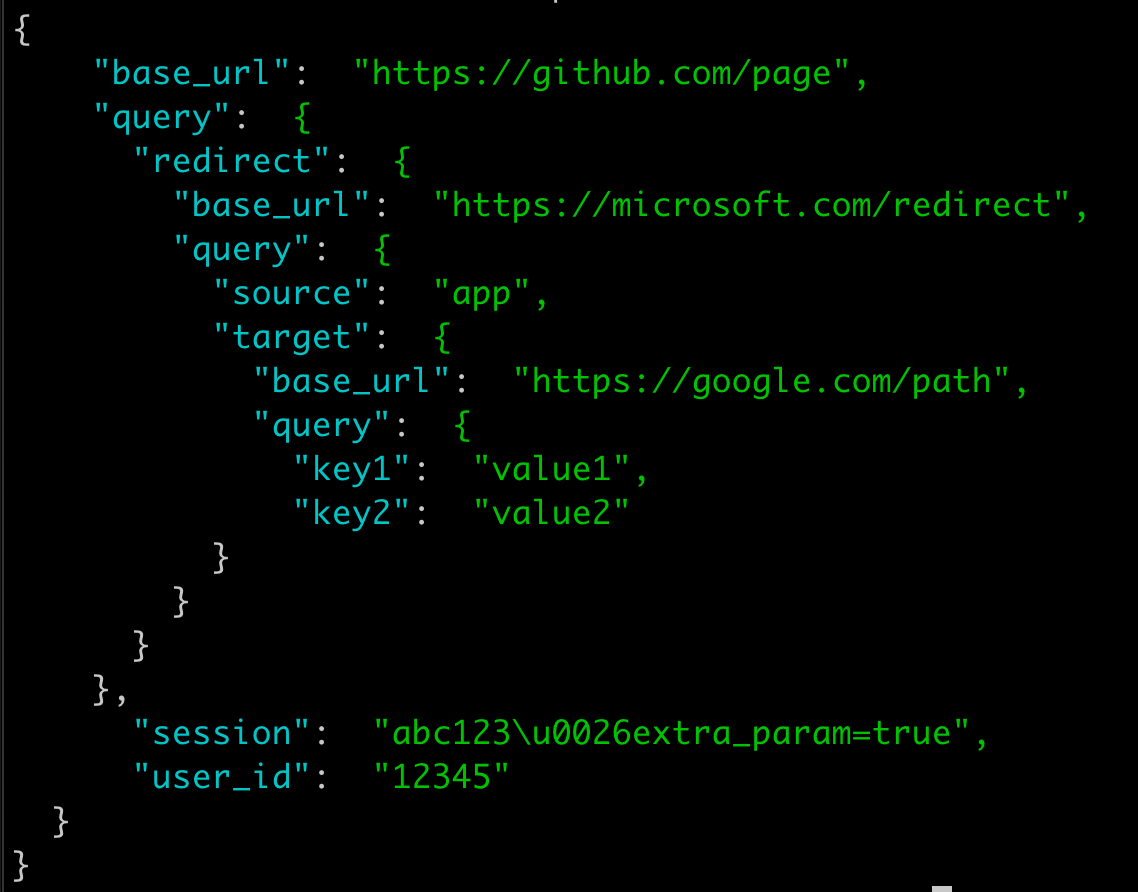 {
    "base_url":  "https://github.com/page",
    "query":  {
      "redirect":  {
        "base_url":  "https://microsoft.com/redirect",
        "query":  {
          "source":  "app",
          "target":  {
            "base_url":  "https://google.com/path",
            "query":  {
              "key1":  "value1",
              "key2":  "value2"
          }
        }
      }
    },
      "session":  "abc123\u0026extra_param=true",
      "user_id":  "12345"
  }
}